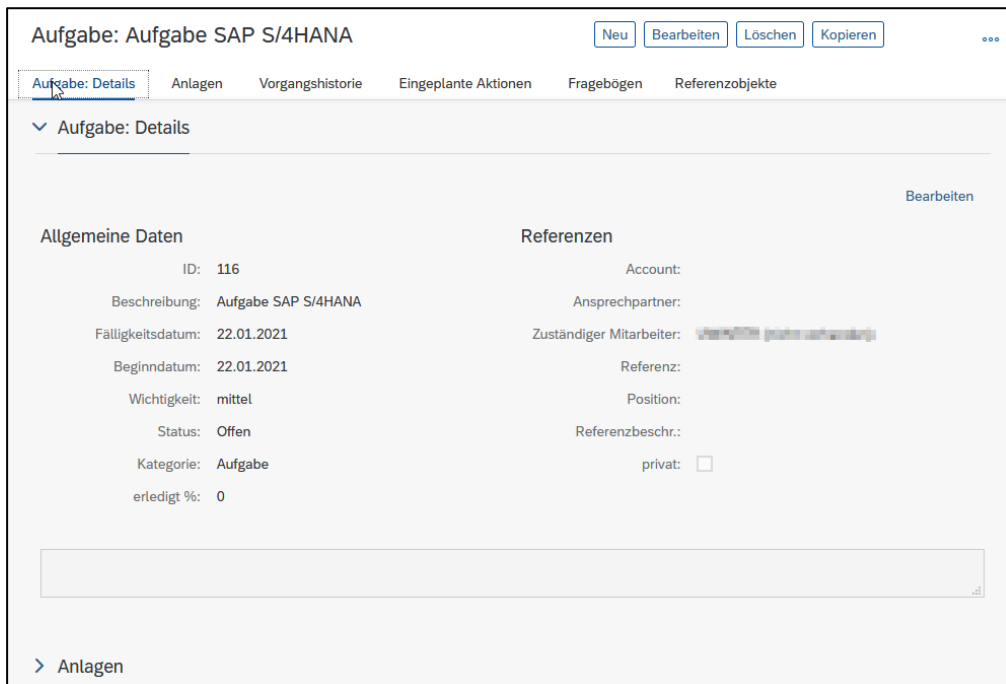 Aufgabe: Aufgabe SAP S/4HANA
Neu Bearbeiten Löschen Kopieren
Aufgabe: Details Anlagen Vorgangshistorie Eingeplante Aktionen Fragebögen Referenzobjekte
Aufgabe: Details
Bearbeiten
Allgemeine Daten
ID: 116
Beschreibung: Aufgabe SAP S/4HANA
Fälligkeitsdatum: 22.01.2021
Beginndatum: 22.01.2021
Wichtigkeit: mittel
Status: Offen
Kategorie: Aufgabe
erledigt %: 0
Referenzen
Account:
Ansprechpartner:
Zuständiger Mitarbeiter:
Referenz:
Position:
Referenzbeschr.:
privat:
Anlagen